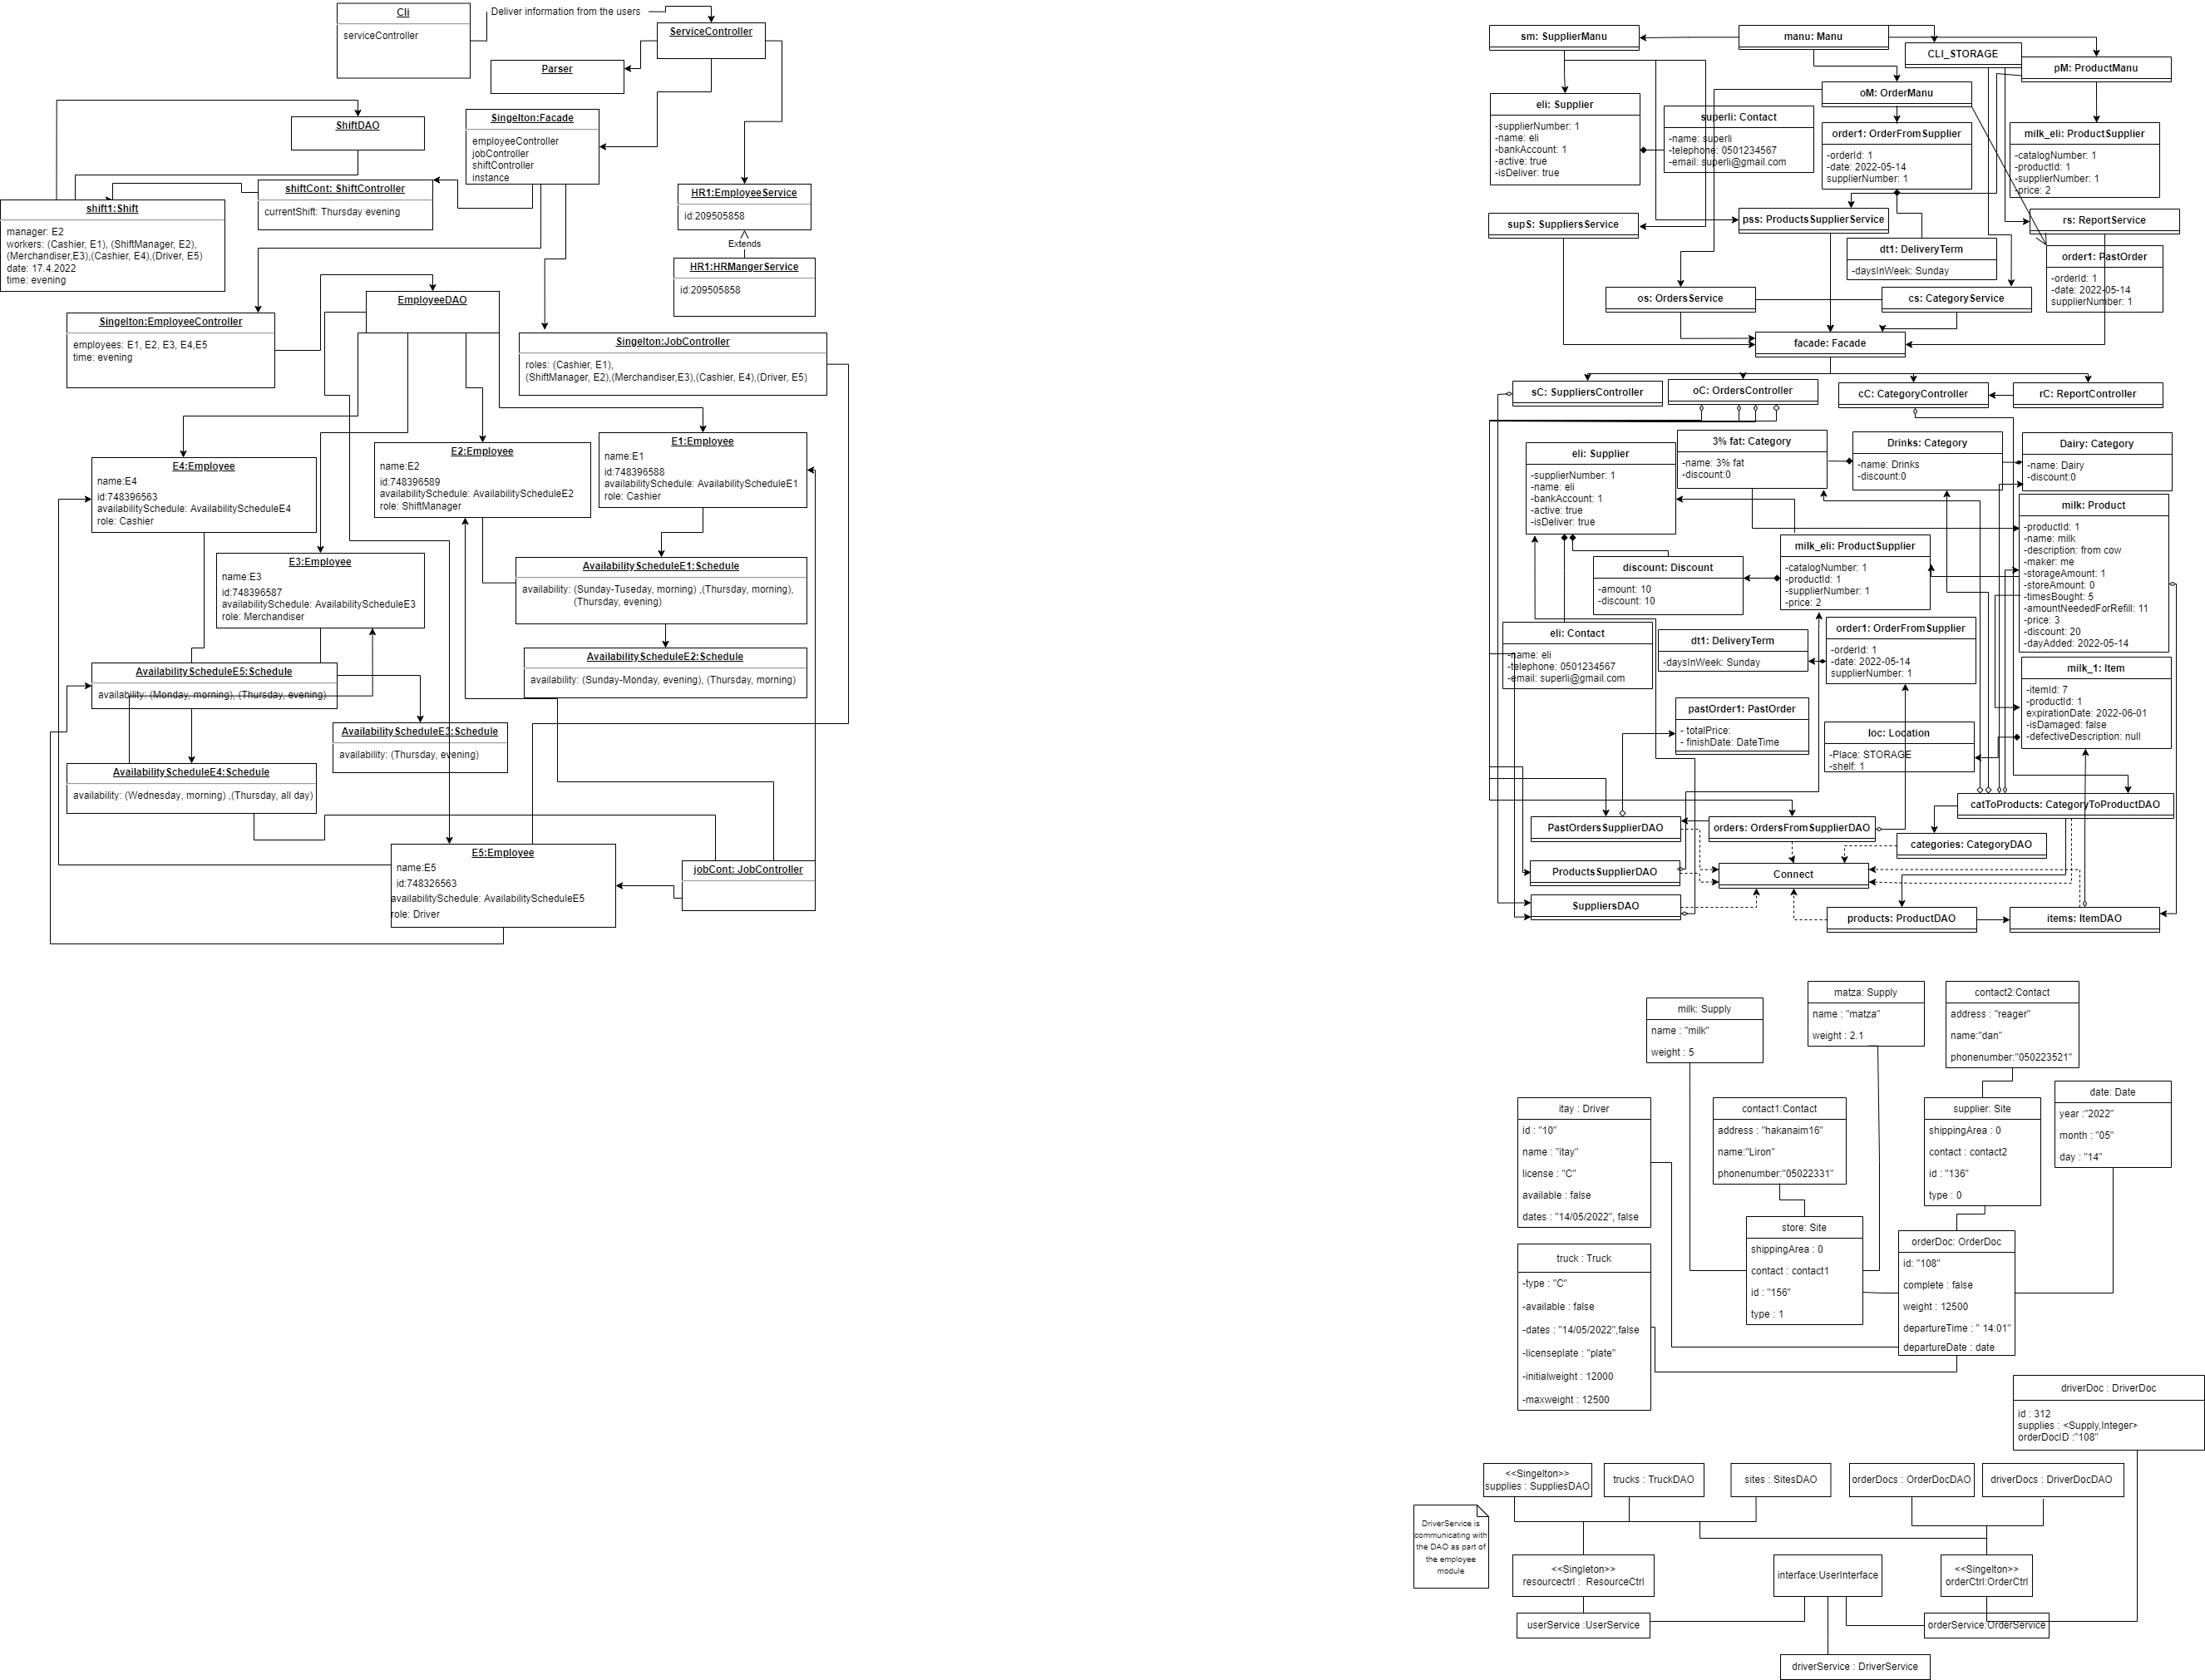 Cli
serviceController
Deliver information from the users
ServiceController
Parser
Singelton:Facade
employeeController
jobController
shiftController
instance
ShiftDAO
shiftCont: ShiftController
currentShift: Thursday evening
HR1:EmployeeService
id:209505858
Extends
HR1:HRMangerService
id:209505858
shift1:Shift
manager: E2
workers: (Cashier, E1), (ShiftManager, E2),
(Merchandiser,E3),(Cashier, E4),(Driver, E5)
date: 17.4.2022
time: evening
EmployeeDAO
Singelton:EmployeeController
employees: E1, E2, E3, E4,E5
time: evening
Singelton:JobController
roles: (Cashier, E1),
(ShiftManager, E2),(Merchandiser,E3),(Cashier, E4),(Driver, E5)
E1:Employee
name:E1
id:748396588
availabilitySchedule: AvailabilityScheduleE1
role: Cashier
E2:Employee
name:E2
id:748396589
availabilitySchedule: AvailabilityScheduleE2
role: ShiftManager
E4:Employee
name:E4
id:748396563
availabilitySchedule: AvailabilityScheduleE4
role: Cashier
E3:Employee
name:E3
id:748396587
availabilitySchedule: AvailabilityScheduleE3
role: Merchandiser
AvailabilityScheduleE1:Schedule
availability: (Sunday-Tuseday, morning) ,(Thursday, morning),
(Thursday, evening)
AvailabilityScheduleE2:Schedule
availability: (Sunday-Monday, evening), (Thursday, morning)
AvailabilityScheduleE5:Schedule
availability: (Monday, morning), (Thursday, evening)
AvailabilityScheduleE3:Schedule
availability: (Thursday, evening)
AvailabilityScheduleE4:Schedule
availability: (Wednesday, morning) ,(Thursday, all day)
E5:Employee
name:E5
id:748326563
availabilitySchedule: AvailabilityScheduleE5
role: Driver
jobCont: JobController
sm: SupplierManu
manu: Manu
CLI_STORAGE
pM: ProductManu
oM: OrderManu
eli: Supplier
-supplierNumber: 1
-name: eli
-bankAccount: 1
-active: true
-isDeliver: true
superli: Contact
-name: superli
-telephone: 0501234567
-email: superli@gmail.com
order1: OrderFromSupplier
-orderId: 1
-date: 2022-05-14
supplierNumber: 1
milk_eli: ProductSupplier
-catalogNumber: 1
-productId: 1
-supplierNumber: 1
-price: 2
supS: SuppliersService
pss: ProductsSupplierService
rs: ReportService
dt1: DeliveryTerm
-daysInWeek: Sunday
order1: PastOrder
-orderId: 1
-date: 2022-05-14
supplierNumber: 1
os: OrdersService
cs: CategoryService
facade: Facade
sC: SuppliersController
oC: OrdersController
cC: CategoryController
rC: ReportController
eli: Supplier
-supplierNumber: 1
-name: eli
-bankAccount: 1
-active: true
-isDeliver: true
3% fat: Category
-name: 3% fat
-discount:0
Drinks: Category
-name: Drinks
-discount:0
Dairy: Category
-name: Dairy
-discount:0
milk: Product
-productId: 1
-name: milk
-description: from cow
-maker: me
-storageAmount: 1
-storeAmount: 0
-timesBought: 5
-amountNeededForRefill: 11
-price: 3
-discount: 20
-dayAdded: 2022-05-14
discount: Discount
-amount: 10
-discount: 10
milk_eli: ProductSupplier
-catalogNumber: 1
-productId: 1
-supplierNumber: 1
-price: 2
eli: Contact
-name: eli
-telephone: 0501234567
-email: superli@gmail.com
dt1: DeliveryTerm
-daysInWeek: Sunday
order1: OrderFromSupplier
-orderId: 1
-date: 2022-05-14
supplierNumber: 1
milk_1: Item
-itemId: 7
-productId: 1
expirationDate: 2022-06-01
-isDamaged: false
-defectiveDescription: null
pastOrder1: PastOrder
- totalPrice:
- finishDate: DateTime
loc: Location
-Place: STORAGE
-shelf: 1
catToProducts: CategoryToProductDAO
PastOrdersSupplierDAO
orders: OrdersFromSupplierDAO
categories: CategoryDAO
ProductsSupplierDAO
Connect
SuppliersDAO
products: ProductDAO
items: ItemDAO
milk: Supply
name : "milk"
weight : 5
matza: Supply
name : "matza"
weight : 2.1
contact2:Contact
address : "reager"
name:"dan"
phonenumber:"050223521"
itay : Driver
id : "10"
name : "itay"
license : "C"
available : false
dates : "14/05/2022", false
contact1:Contact
address : "hakanaim16"
name:"Liron"
phonenumber:"05022331"
supplier: Site
shippingArea : 0
contact : contact2
id : "136"
type : 0
date: Date
year :"2022"
month : "05"
day : "14"
store: Site
shippingArea : 0
contact : contact1
id : "156"
type : 1
orderDoc: OrderDoc
id: "108"
complete : false
weight : 12500
departureTime : " 14:01"
departureDate : date
truck : Truck
-type : "C"
-available : false
-dates : "14/05/2022",false
-licenseplate : "plate"
-initialweight : 12000
-maxweight : 12500
driverDoc : DriverDoc
id : 312
supplies : <Supply,Integer>
orderDocID :"108"
<<Singelton>>
supplies : SuppliesDAO
trucks : TruckDAO
sites : SitesDAO
orderDocs : OrderDocDAO
driverDocs : DriverDocDAO
DriverService is
communicating with
the DAO as part of
the employee
module
<<Singleton>>
resourcectrl : ResourceCtrl
interface:UserInterface
<<Singelton>>
orderCtrl:OrderCtrl
userService :UserService
orderService:OrderService
driverService : DriverService